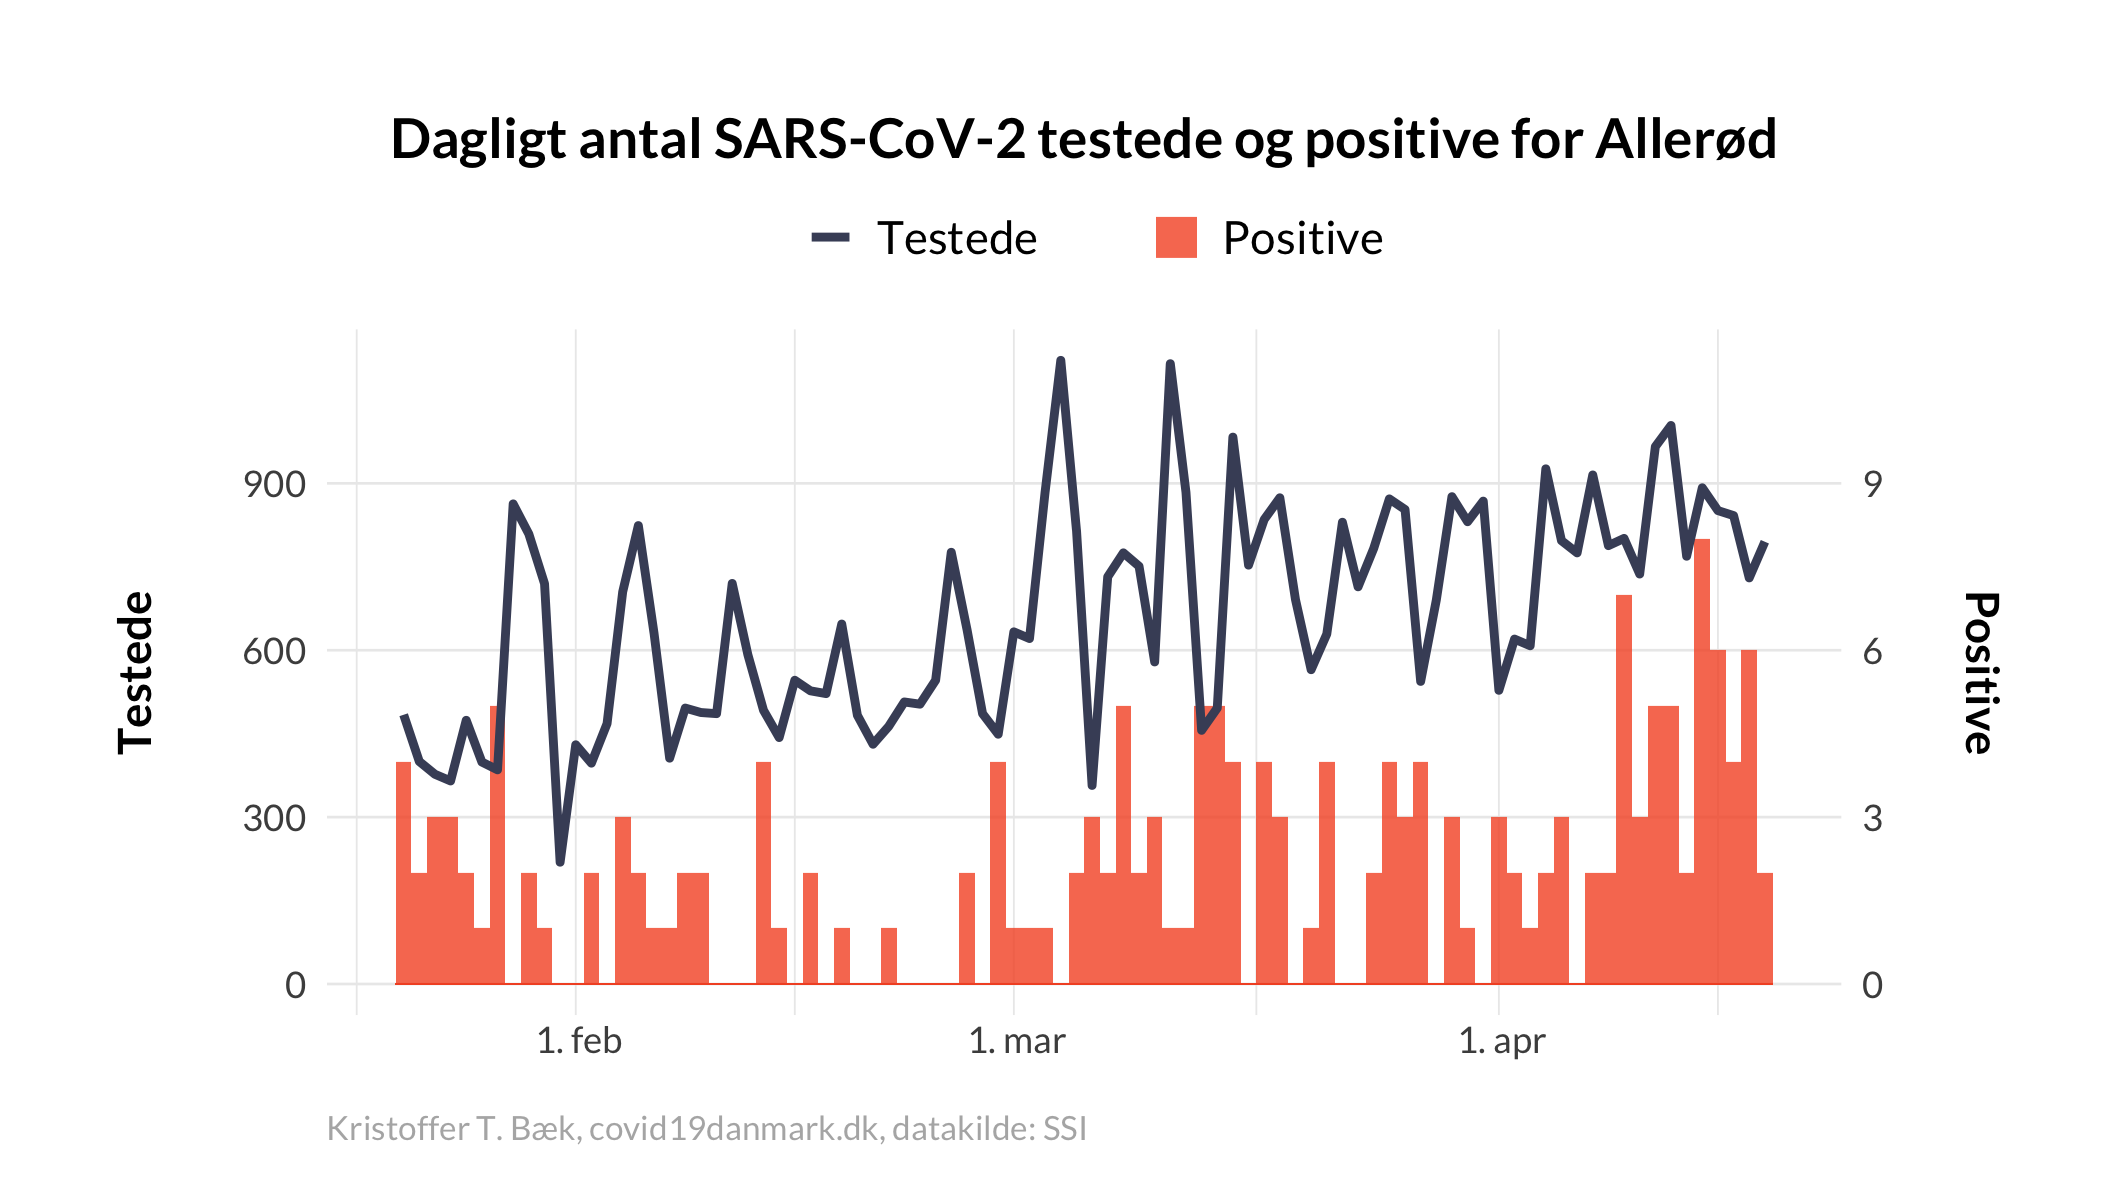 Dagligt antal SARS-CoV-2 testede og positive for Allerød
Testede
Positive
Testede
900
600
300
0
9
6
3
0
Positive
1. feb
1. mar
1. apr
Kristoffer T. Bæk, covid19danmark.dk, datakilde: SSI